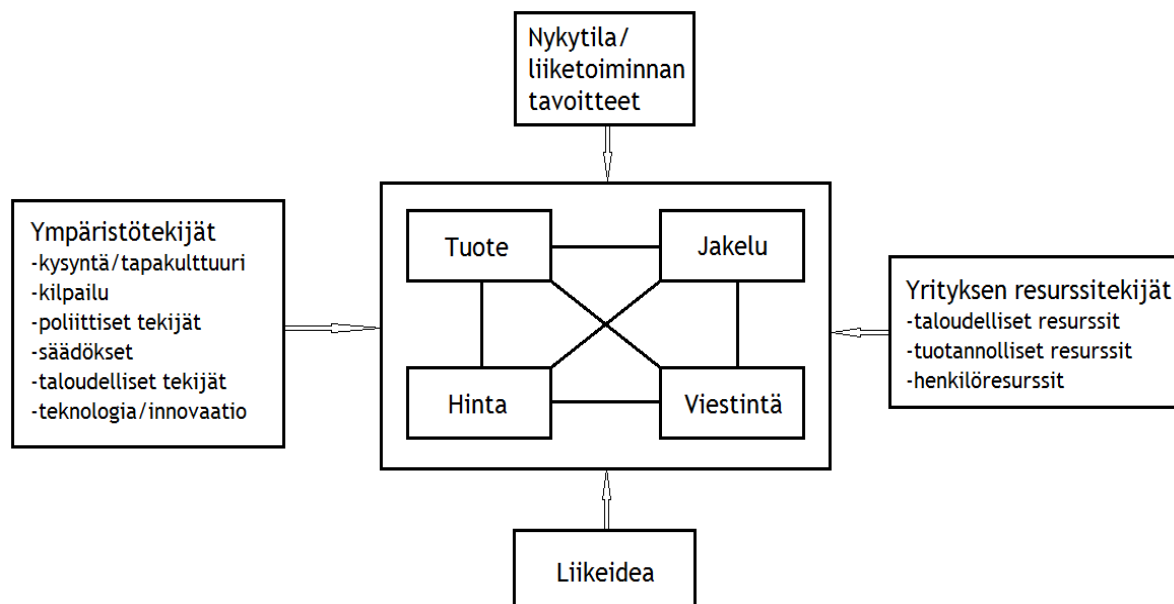 Nykytila/
liiketoiminnan
tavoitteet
Ympäristötekijät
-kysyntä/tapakulttuuri
-kilpailu
-poliittiset tekijät
-säädökset
-taloudelliset tekijät
-teknologia/innovaatio
Tuote
Jakelu
Hinta
Viestintä
Yrityksen resurssitekijät
-taloudelliset resurssit
-tuotannolliset resurssit
-henkilöresurssit
Liikeidea